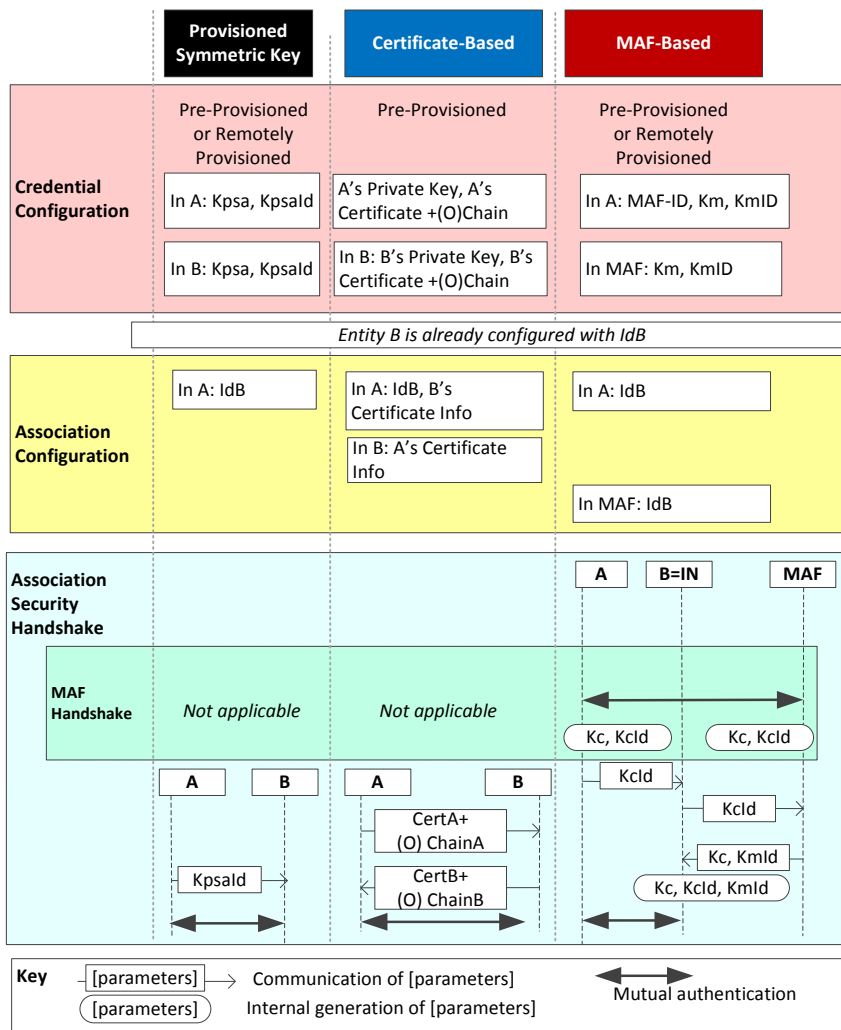 Provisioned
Symmetric Key
Certificate-Based
MAF-Based
Credential
Configuration
Pre-Provisioned
or Remotely
Provisioned
Pre-Provisioned
Pre-Provisioned
or Remotely
Provisioned
In A: Kpsa, KpsaId
A's Private Key, A's
Certificate +(O)Chain
In A: MAF-ID, Km, KmID
In B: Kpsa, KpsaId
In B: B's Private Key, B's
Certificate +(O)Chain
In MAF: Km, KmID
Entity B is already configured with IdB
Association
Configuration
In A: IdB
In A: IdB, B's
Certificate Info
In A: IdB
In B: A's Certificate
Info
In MAF: IdB
Association
Security
Handshake
A
B=IN
MAF
MAF
Handshake
Not applicable
Not applicable
Kc, KcId
Kc, KcId
A
B
A
B
KcId
KcId
CertA+
(O) ChainA
Kc, KmId
KpsaId
CertB+
(O) ChainB
Kc, KcId, KmId
Key
[parameters]
Communication of [parameters]
Mutual authentication
[parameters]
Internal generation of [parameters]